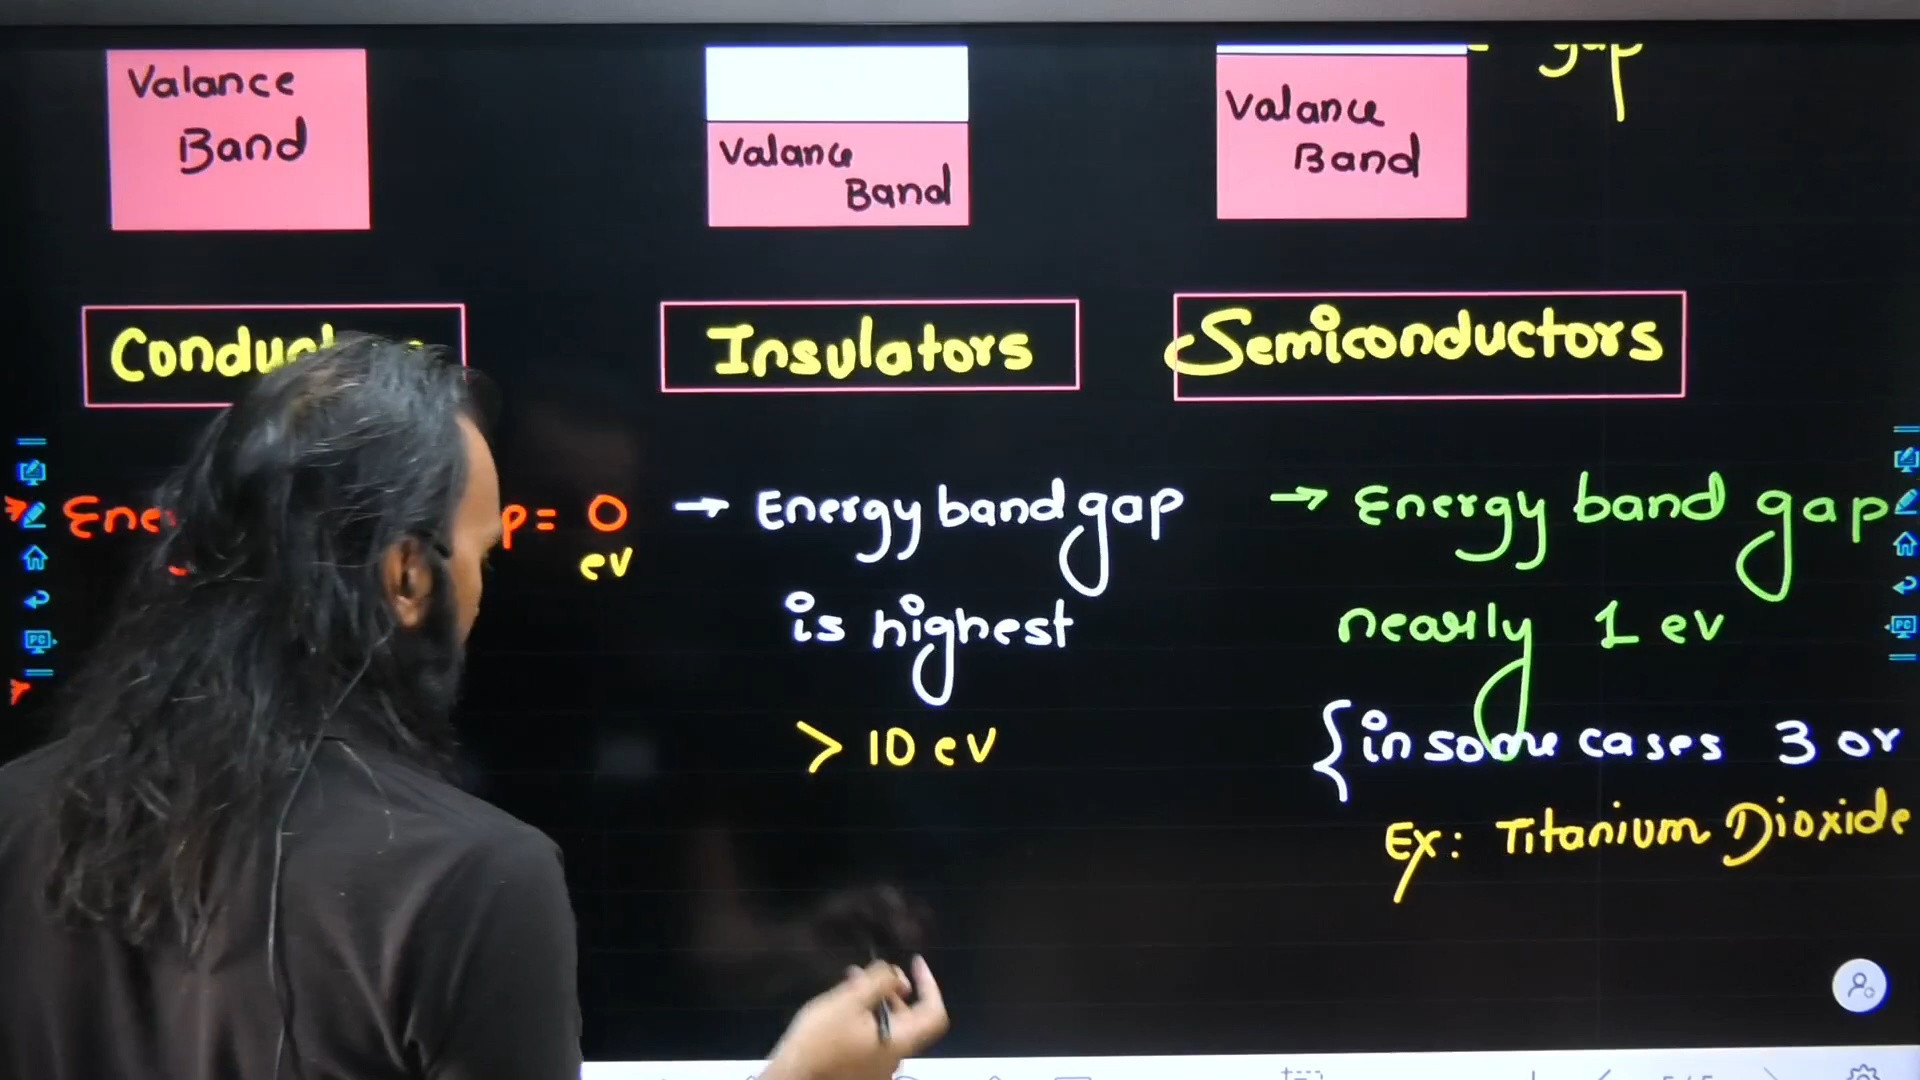 Valance
Band
Valance
Band
gap
Valance
Band
Insulators
Semiconductors
= 0
ev
→ Energy band gap
is highest
> 10 ev
→ Energy band gap
nearly 1 ev
{in some cases 3 or
Ex: Titanium Dioxide